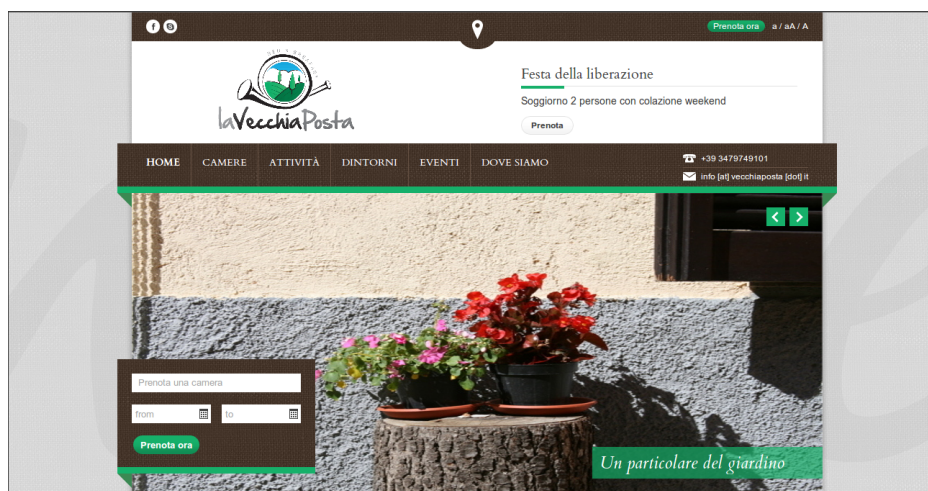 Prenota ora
a / aA / A
BED & BREAKFAST
laVecchiaPosta
Festa della liberazione
Soggiorno 2 persone con colazione weekend
Prenota
HOME CAMERE ATTIVITÀ DINTORNI EVENTI DOVE SIAMO
+39 3479749101
info [at] vecchiaposta [dot] it
Prenota una camera
from to
Prenota ora
Un particolare del giardino